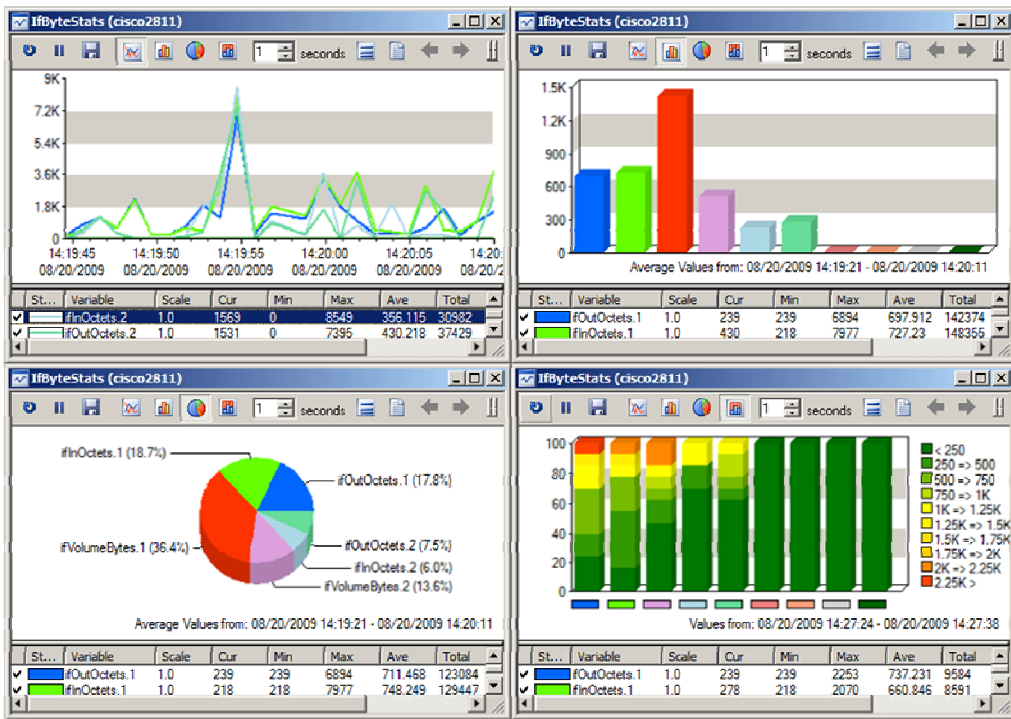 IfByteStats (cisco2811)
1 seconds
9K
7.2K
5.4K
3.6K
1.8K
0
14:19:45 14:19:50 14:19:55 14:20:00 14:20:05 14:20:
08/20/2009 08/20/2009 08/20/2009 08/20/2009 08/20/2009 08/20/2
St... Variable Scale Cur Min Max Ave Total
ifInOctets.2 1.0 1569 0 8549 356.115 30982
ifOutOctets.2 1.0 1531 7395 430.218 37429
IfByteStats (cisco2811)
1 seconds
1.5K
1.2K
900
600
300
0
Average Values from: 08/20/2009 14:19:21 - 08/20/2009 14:20:11
St... Variable Scale Cur Min Max Ave Total
ifOutOctets.1 1.0 239 239 6894 697.912 142374
ifInOctets.1 1.0 430 218 7977 727.23 148355
IfByteStats (cisco2811)
1 seconds
ifInOctets.1 (18.7%)
ifOutOctets.1 (17.8%)
ifVolumeBytes.1 (36.4%)
ifOutOctets.2 (7.5%)
ifInOctets.2 (6.0%)
ifVolumeBytes.2 (13.6%)
Average Values from: 08/20/2009 14:19:21 - 08/20/2009 14:20:11
St... Variable Scale Cur Min Max Ave Total
ifOutOctets.1 1.0 239 239 6894 711.468 123084
ifInOctets.1 1.0 218 218 7977 748.249 129447
IfByteStats (cisco2811)
1 seconds
100
80
60
40
20
0
< 250
250 => 500
500 => 750
750 => 1K
1K => 1.25K
1.25K => 1.5K
1.5K => 1.75K
1.75K => 2K
2K => 2.25K
2.25K >
Values from: 08/20/2009 14:27:24 - 08/20/2009 14:27:38
St... Variable Scale Cur Min Max Ave Total
ifOutOctets.1 1.0 239 239 2253 737.231 9584
ifInOctets.1 1.0 278 218 2070 660.846 8591